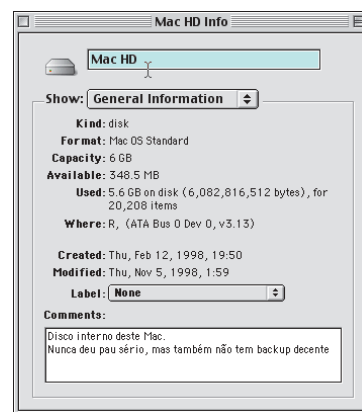 Mac HD Info
Mac HD
Show: General Information
Kind: disk
Format: Mac OS Standard
Capacity: 6 GB
Available: 348.5 MB
Used: 5.6 GB on disk (6,082,816,512 bytes), for
20,208 items
Where: R, (ATA Bus 0 Dev 0, v3.13)
Created: Thu, Feb 12, 1998, 19:50
Modified: Thu, Nov 5, 1998, 1:59
Label: None
Comments:
Disco interno deste Mac.
Nunca deu pau sério, mas também não tem backup decente